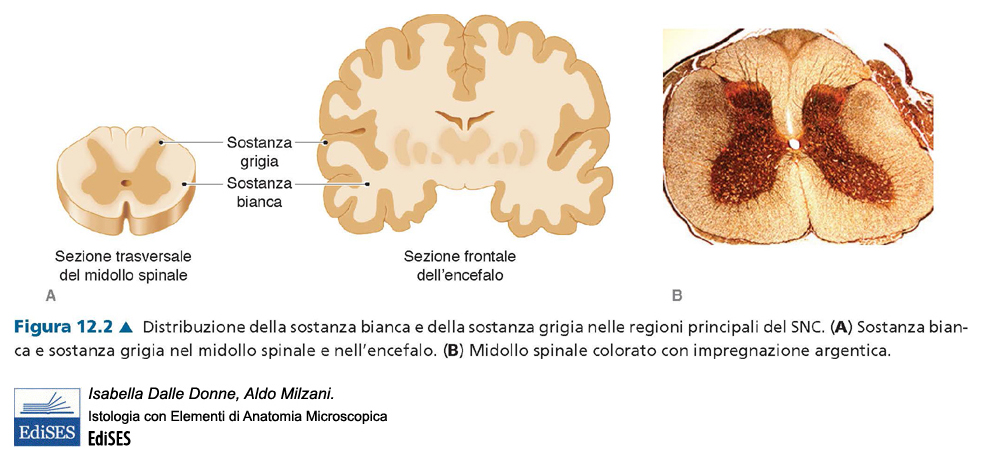 Sostanza
grigia
Sostanza
bianca
Sezione trasversale
del midollo spinale
Sezione frontale
dell'encefalo
A
B
Figura 12.2 ▲ Distribuzione della sostanza bianca e della sostanza grigia nelle regioni principali del SNC. (A) Sostanza bian-
ca e sostanza grigia nel midollo spinale e nell'encefalo. (B) Midollo spinale colorato con impregnazione argentica.
EdiSES
Isabella Dalle Donne, Aldo Milzani.
Istologia con Elementi di Anatomia Microscopica
EdiSES